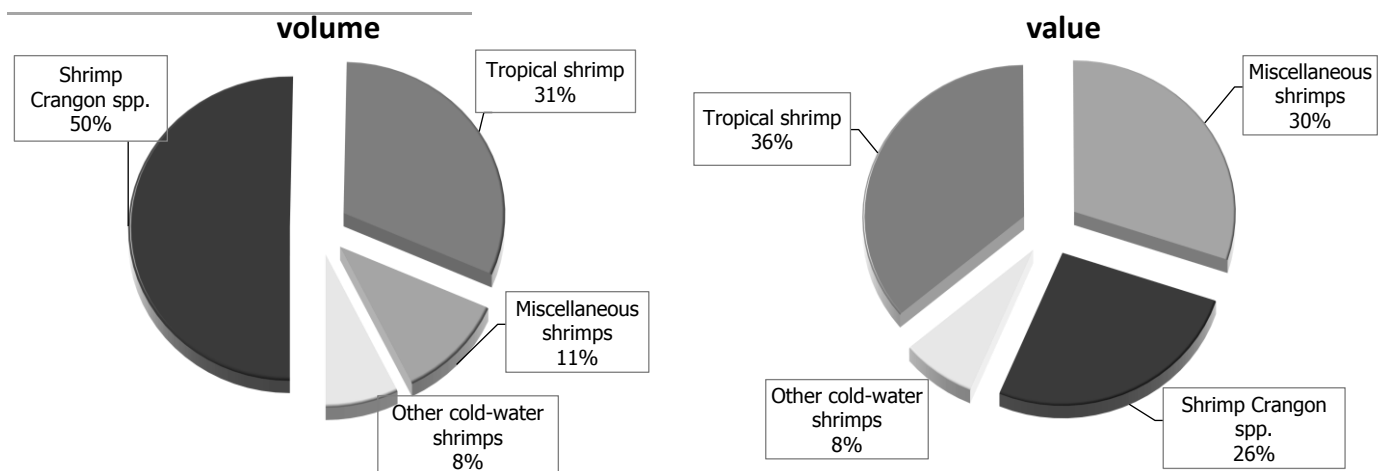 volume
Shrimp
Crangon spp.
50%
Tropical shrimp
31%
Miscellaneous
shrimps
11%
Other cold-water
shrimps
8%
value
Tropical shrimp
36%
Miscellaneous
shrimps
30%
Other cold-water
shrimps
8%
Shrimp Crangon
spp.
26%